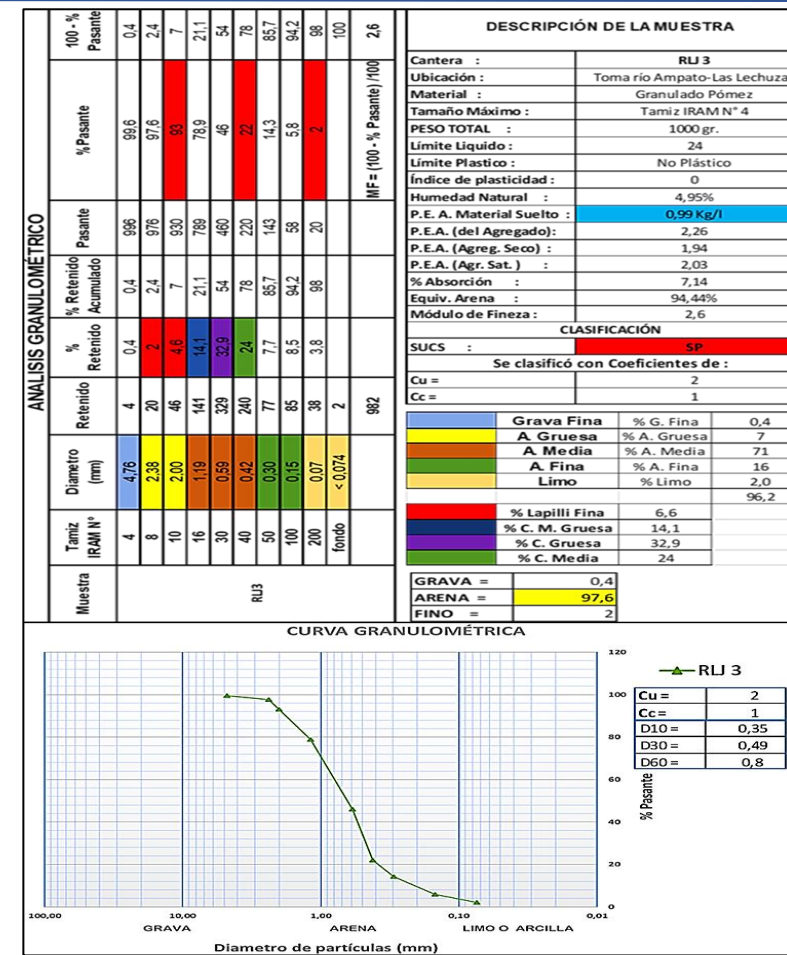 ANALISIS GRANULOMÉTRICO
Muestra Tamiz IRAM Nº Diametro (mm) Retenido % Retenido % Retenido Acumulado Pasante %Pasante 100 - % Pasante
RLJ3
4 4,76 4 0,4 0,4 996 99,6 0,4
8 2,38 20 2 2,4 976 97,6 2,4
10 2,00 46 4,6 7 930 93 7
16 1,19 141 14,1 21,1 789 78,9 21,1
30 0,59 329 32,9 54 460 46 54
40 0,42 240 24 78 220 22 78
50 0,30 77 7,7 85,7 143 14,3 85,7
100 0,15 85 8,5 94,2 58 5,8 94,2
200 0,07 38 3,8 98 20 2 98
fondo < 0,074 2 100
982 MF = (100 - % Pasante) /100 2,6
DESCRIPCIÓN DE LA MUESTRA
Cantera : RLJ 3
Ubicación : Toma río Ampato-Las Lechuza
Material : Granulado Pómez
Tamaño Máximo : Tamiz IRAM N° 4
PESO TOTAL : 1000 gr.
Límite Liquido : 24
Límite Plastico : No Plástico
Índice de plasticidad : 0
Humedad Natural : 4,95%
P.E. A. Material Suelto : 0,99 Kg/l
P.E.A. (del Agregado): 2,26
P.E.A. (Agreg. Seco) : 1,94
P.E.A. (Agr. Sat. ) : 2,03
% Absorción : 7,14
Equiv. Arena : 94,44%
Módulo de Fineza : 2,6
CLASIFICACIÓN
SUCS : SP
Se clasificó con Coeficientes de :
Cu = 2
Cc = 1
Grava Fina % G. Fina 0,4
A. Gruesa % A. Gruesa 7
A. Media % A. Media 71
A. Fina % A. Fina 16
Limo % Limo 2,0
96,2
% Lapilli Fina 6,6
% C. M. Gruesa 14,1
% C. Gruesa 32,9
% C. Media 24
GRAVA = 0,4
ARENA = 97,6
FINO = 2
CURVA GRANULOMÉTRICA
120
100
80
60
40
20
0
% Pasante
100,00 10,00 1,00 0,10 0,01
GRAVA ARENA LIMO O ARCILLA
Diametro de partículas (mm)
RLJ 3
Cu = 2
Cc = 1
D10 = 0,35
D30 = 0,49
D60 = 0,8